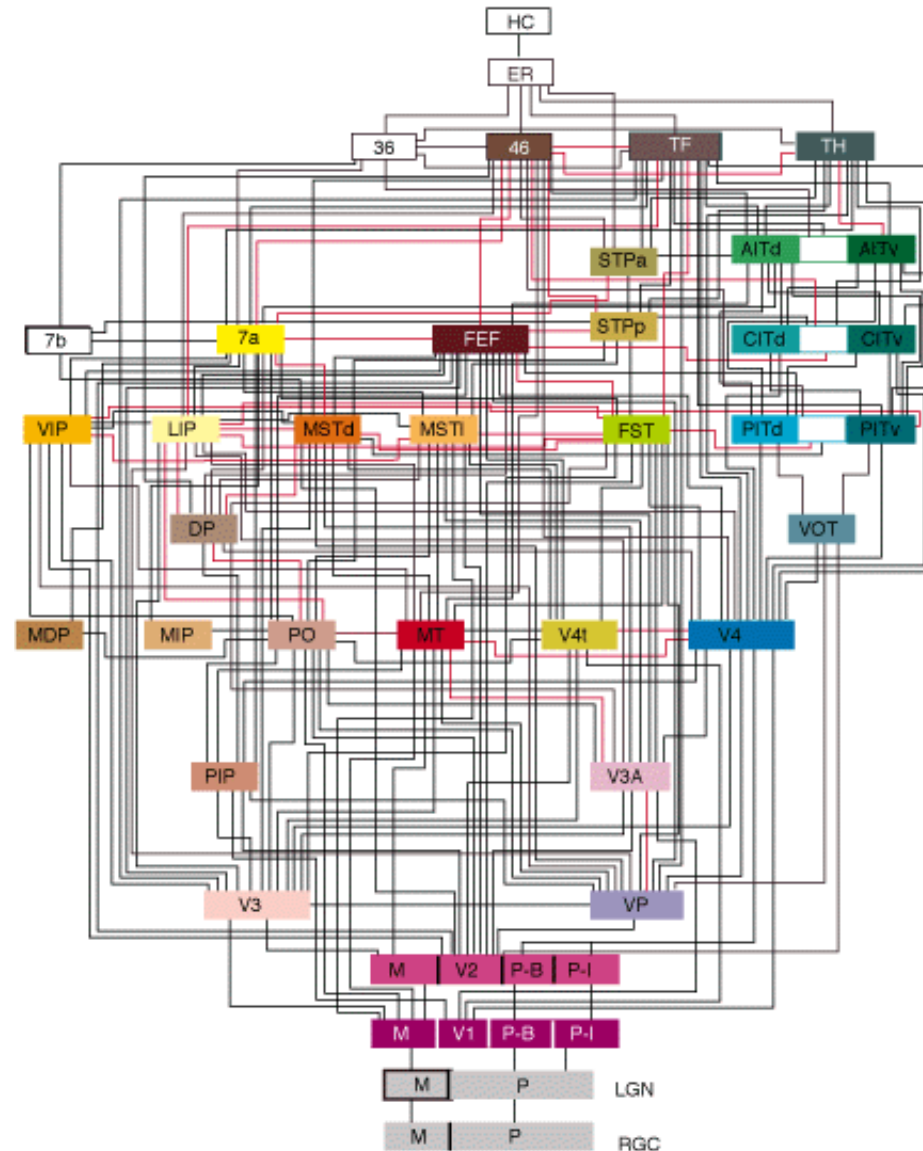 HC
ER
36 46 TF TH
STPa AITd AITv
7b 7a FEF STPp CITd CITv
VIP LIP MSTd MSTl FST PITd PITv
DP VOT
MDP MIP PO MT V4t V4
PIP V3A
V3 VP
M V2 P-B P-I
M V1 P-B P-I
M P LGN
M P RGC